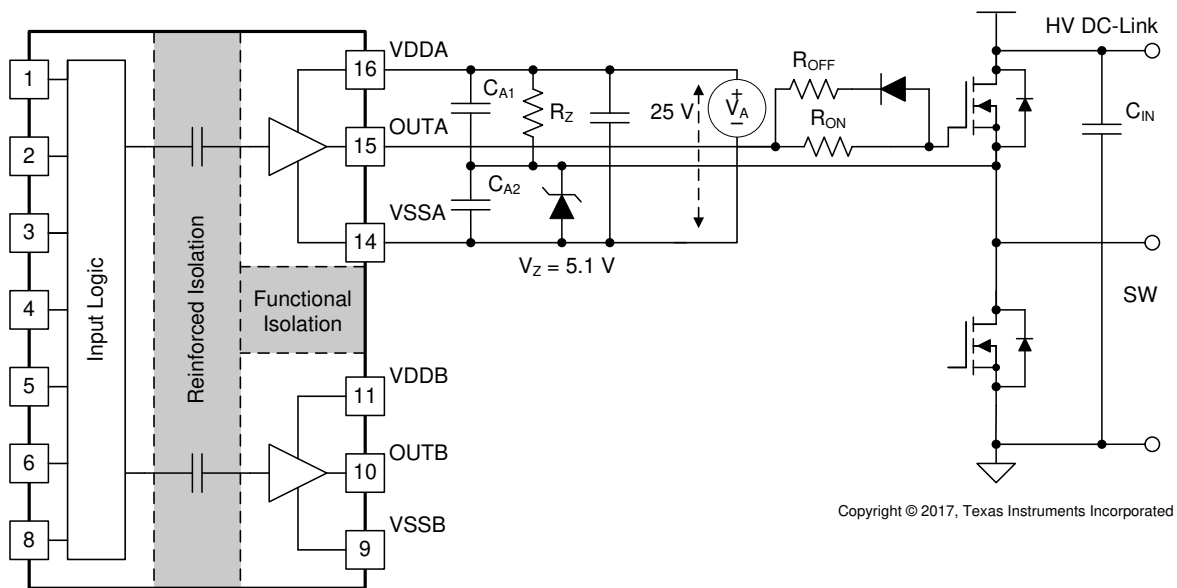 1
2
3
4
5
6
8
Input Logic
Reinforced Isolation
Functional
Isolation
VDDA
16
OUTA
15
VSSA
14
VDDB
11
OUTB
10
VSSB
9
CA1
RZ
CA2
VZ = 5.1 V
25 V
+
VA
–
ROFF
RON
HV DC-Link
CIN
SW
Copyright © 2017, Texas Instruments Incorporated